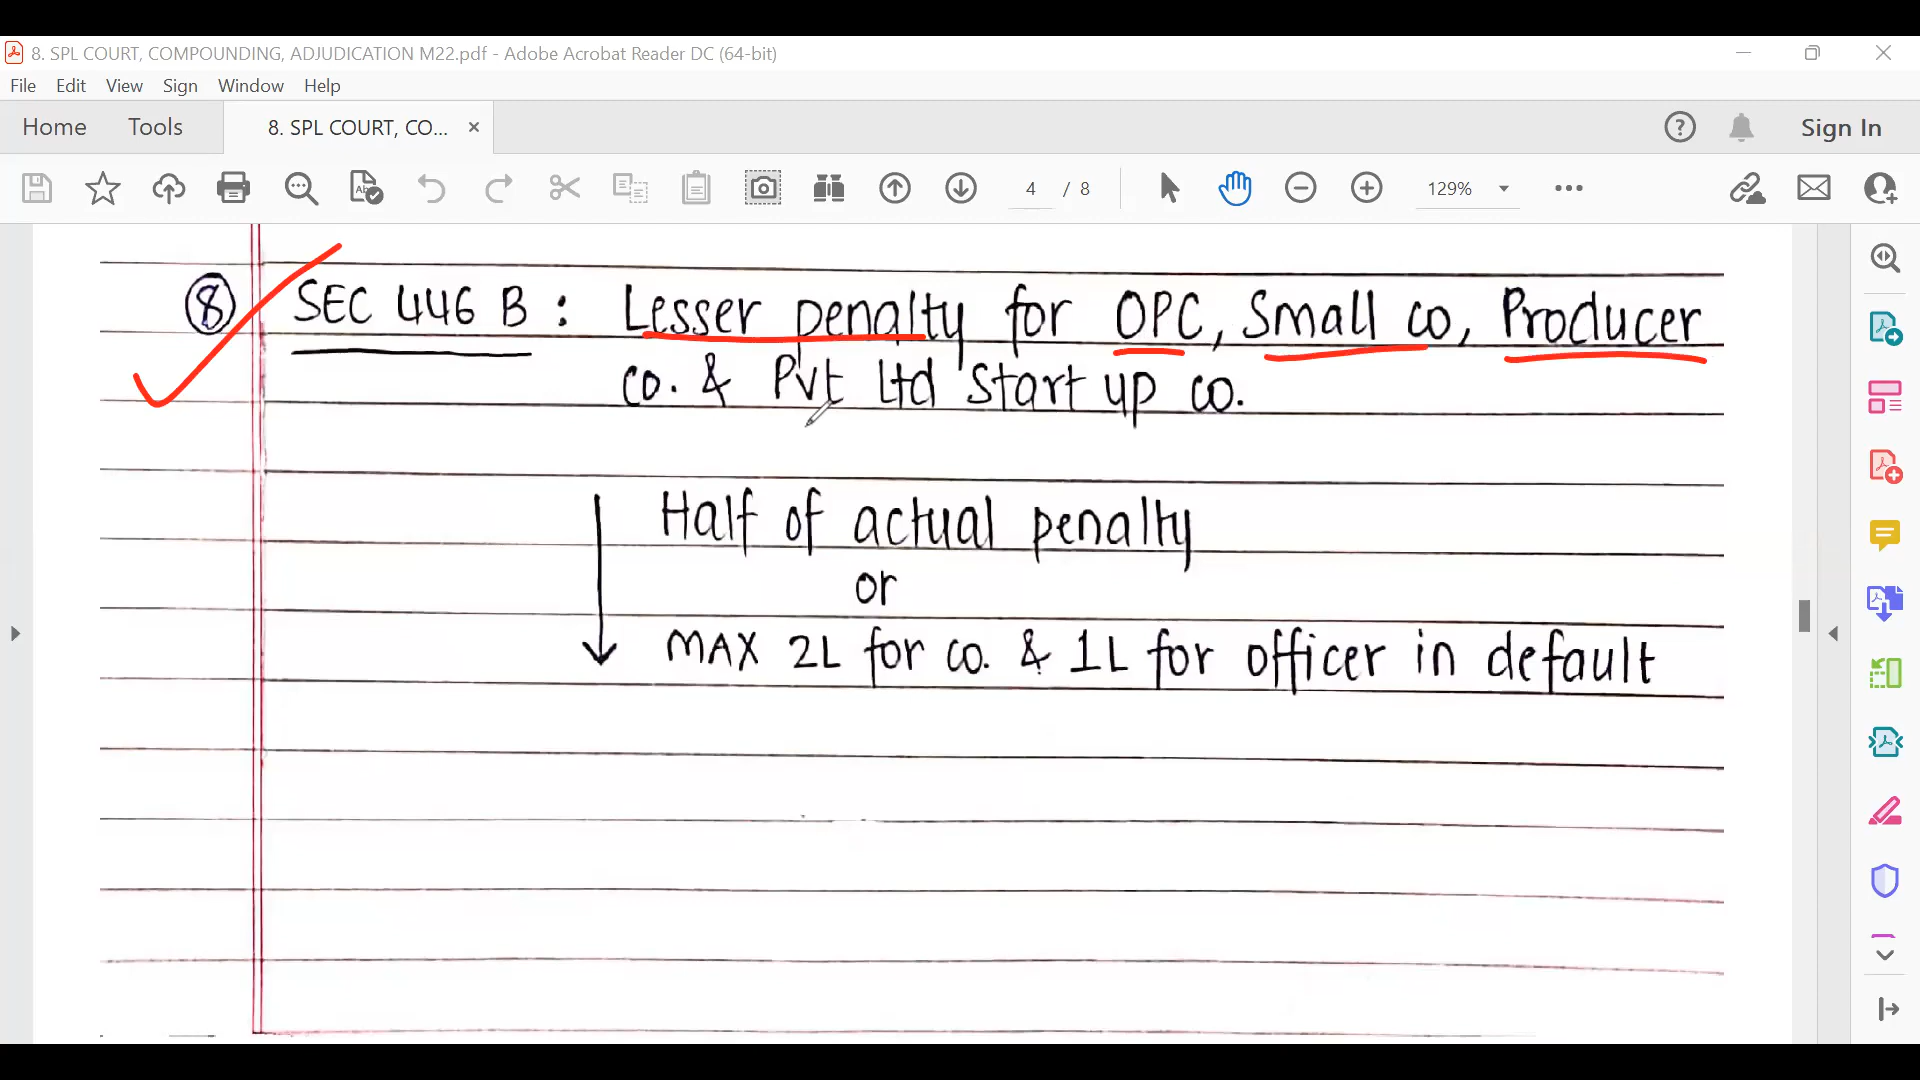 8. SPL COURT, COMPOUNDING, ADJUDICATION M22.pdf - Adobe Acrobat Reader DC (64-bit)
File Edit View Sign Window Help
Home Tools 8. SPL COURT, CO... × Sign In
4 / 8 129%
8 SEC 446 B : Lesser penalty for OPC, Small co, Producer
co. & Pvt Ltd Start up co.
Half of actual penalty
or
MAX 2L for co. & 1L for officer in default